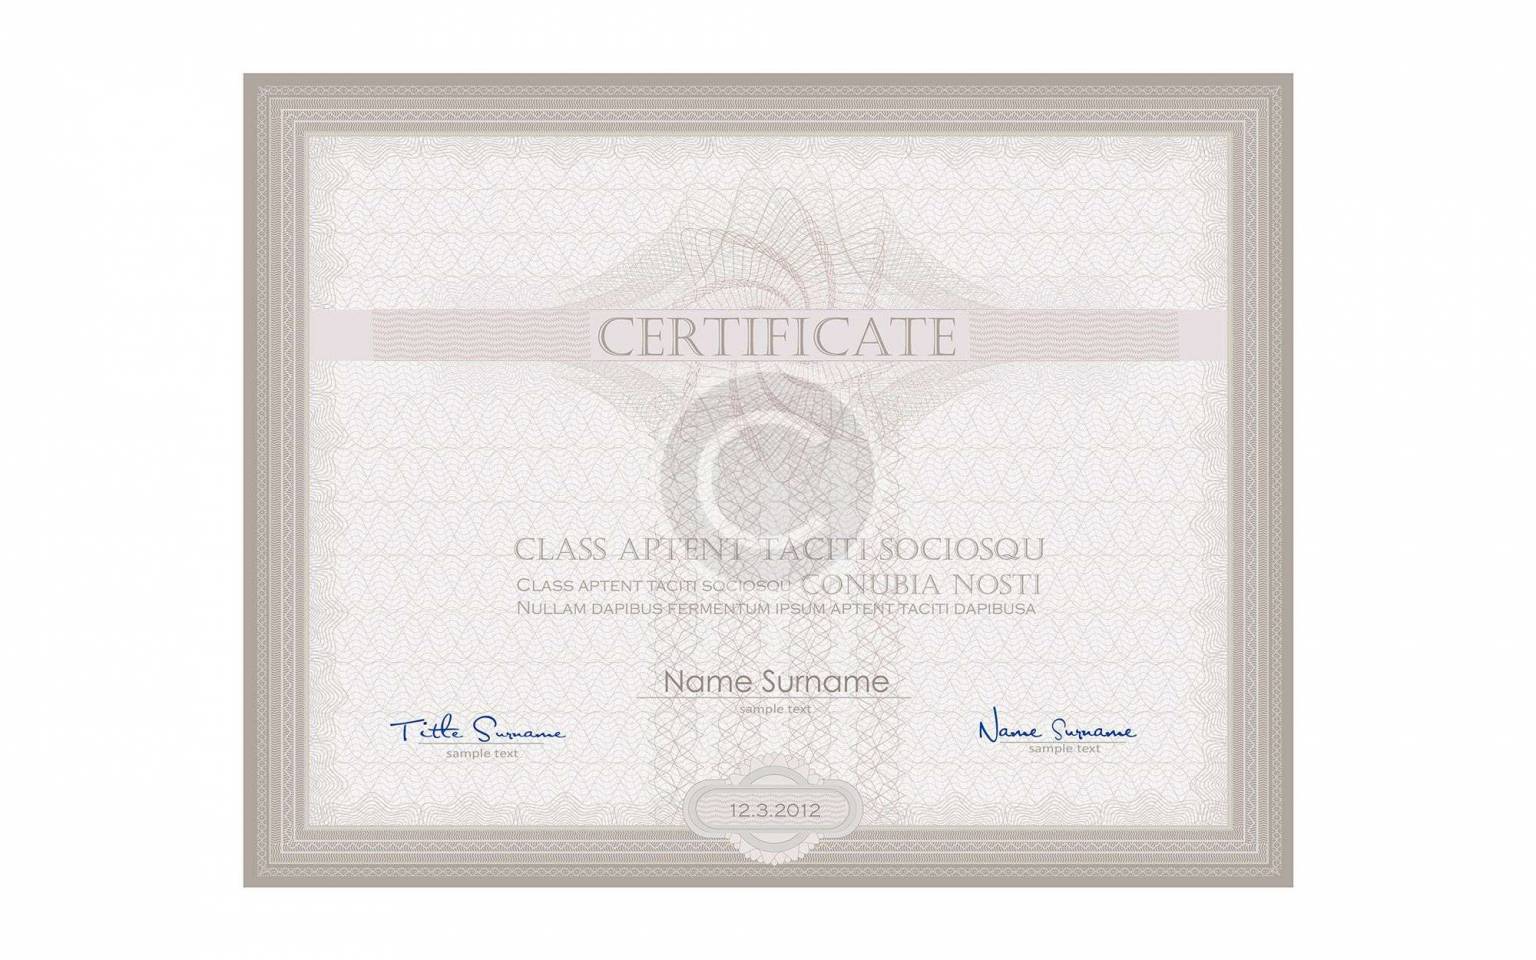 CERTIFICATE
CLASS APTENT TACITI SOCIOSQU
CLASS APTENT TACITI SOCIOSQU CONUBIA NOSTI
NULLAM DAPIBUS FERMENTUM IPSUM APTENT TACITI DAPIBUSA
Name Surname
sample text
Title Surname
sample text
Name Surname
sample text
12.3.2012